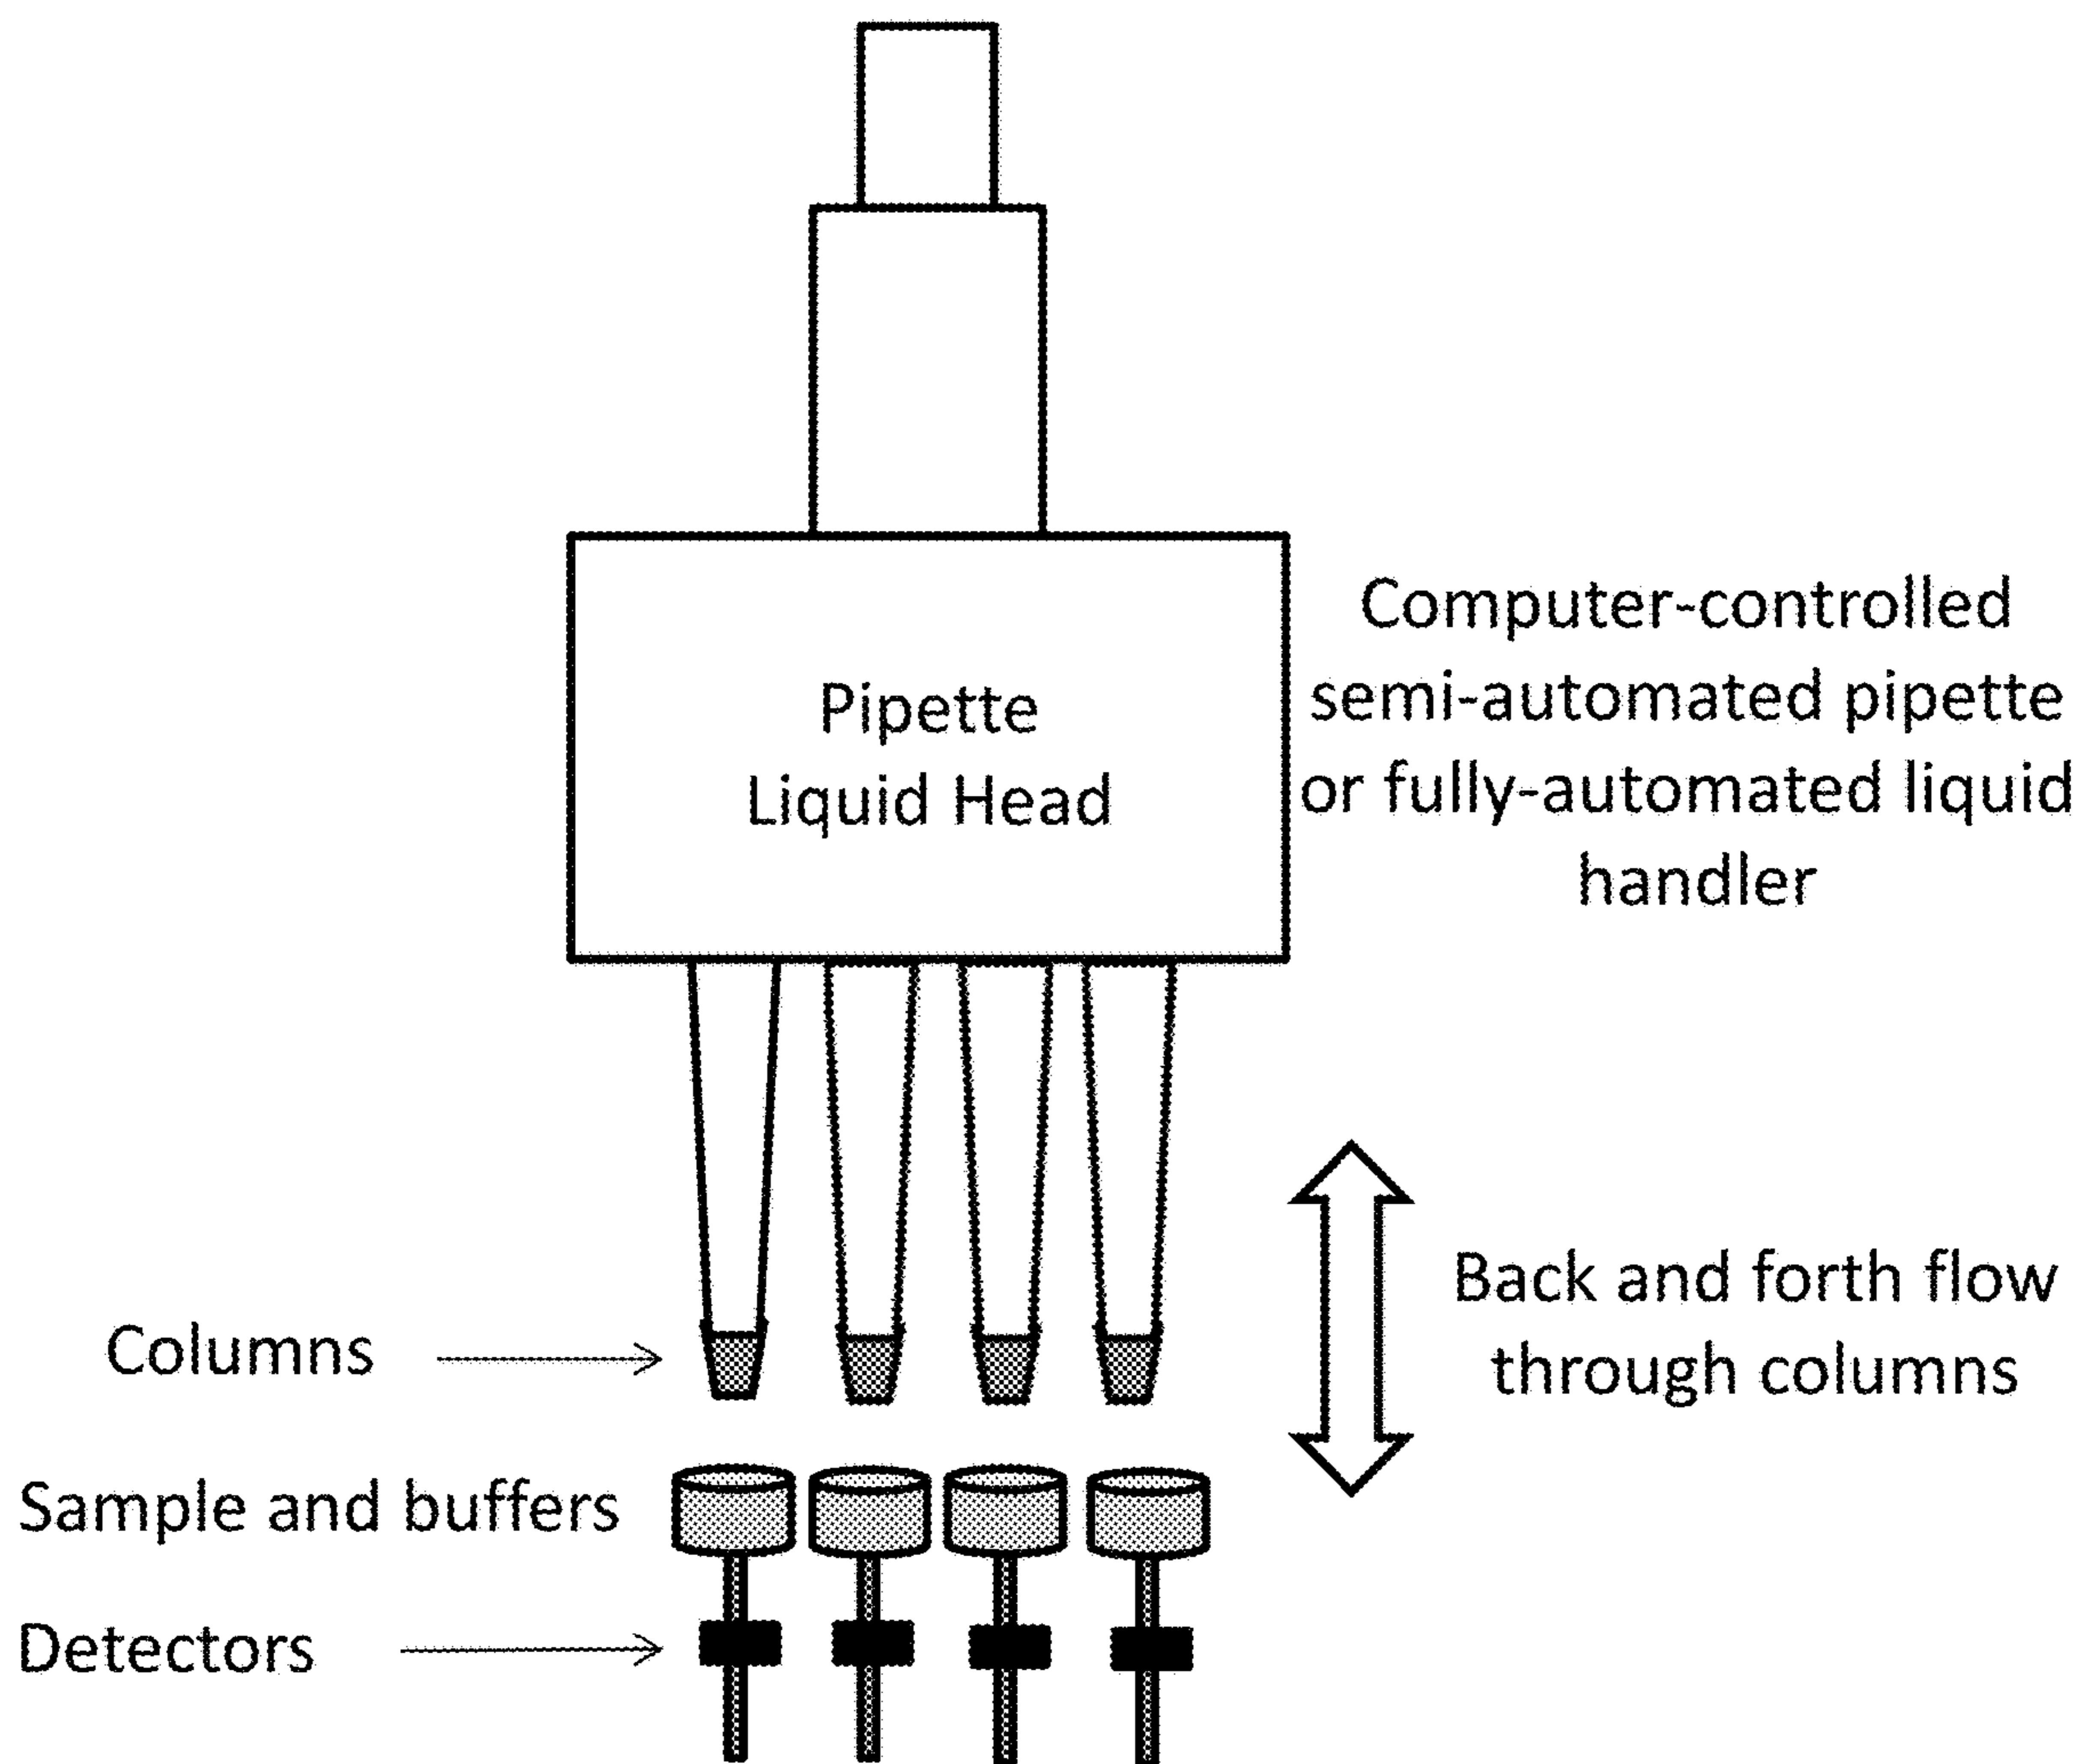 Pipette
Liquid Head
Computer-controlled
semi-automated pipette
or fully-automated liquid
handler
Columns
Back and forth flow
through columns
Sample and buffers
Detectors